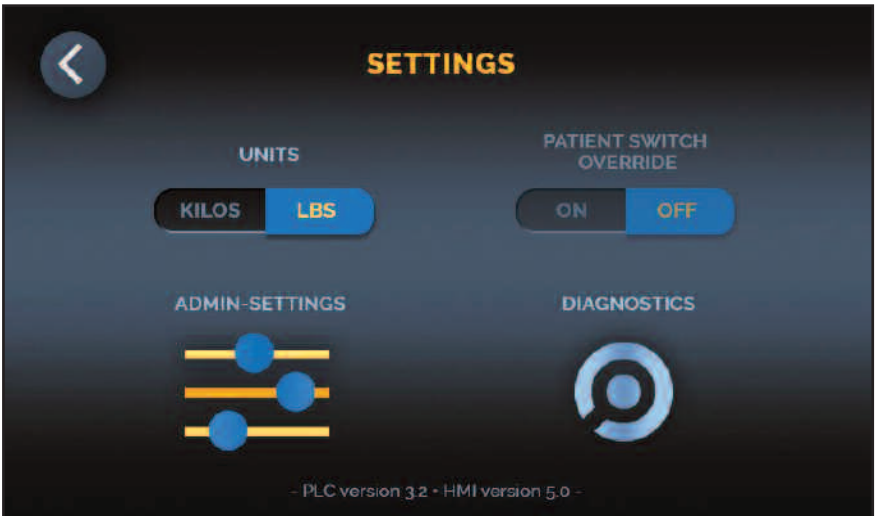 SETTINGS
UNITS
KILOS LBS
PATIENT SWITCH
OVERRIDE
ON OFF
ADMIN-SETTINGS
DIAGNOSTICS
- PLC version 3.2 • HMI version 5.0 -